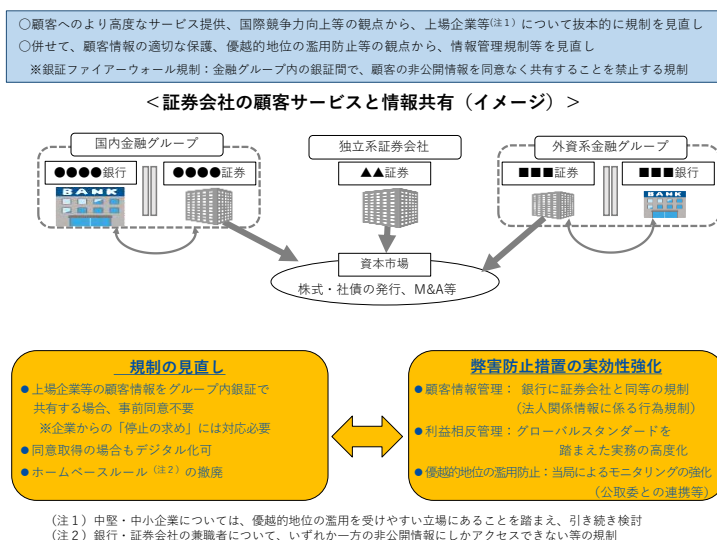 ○顧客へのより高度なサービス提供、国際競争力向上等の観点から、上場企業等(注1)について抜本的に規制を見直し
○併せて、顧客情報の適切な保護、優越的地位の濫用防止等の観点から、情報管理規制等を見直し
※銀証ファイアーウォール規制：金融グループ内の銀証間で、顧客の非公開情報を同意なく共有することを禁止する規制
＜証券会社の顧客サービスと情報共有（イメージ）＞
国内金融グループ
●●●●銀行
●●●●証券
BANK
独立系証券会社
▲▲証券
外資系金融グループ
■■■証券
■■■銀行
BANK
資本市場
株式・社債の発行、M&A等
規制の見直し
●上場企業等の顧客情報をグループ内銀証で
共有する場合、事前同意不要
※企業からの「停止の求め」には対応必要
●同意取得の場合もデジタル化可
●ホームベースルール（注2）の撤廃
弊害防止措置の実効性強化
●顧客情報管理： 銀行に証券会社と同等の規制
（法人関係情報に係る行為規制）
●利益相反管理：グローバルスタンダードを
踏まえた実務の高度化
●優越的地位の濫用防止：当局によるモニタリングの強化
（公取委との連携等）
（注１）中堅・中小企業については、優越的地位の濫用を受けやすい立場にあることを踏まえ、引き続き検討
（注２）銀行・証券会社の兼職者について、いずれか一方の非公開情報にしかアクセスできない等の規制